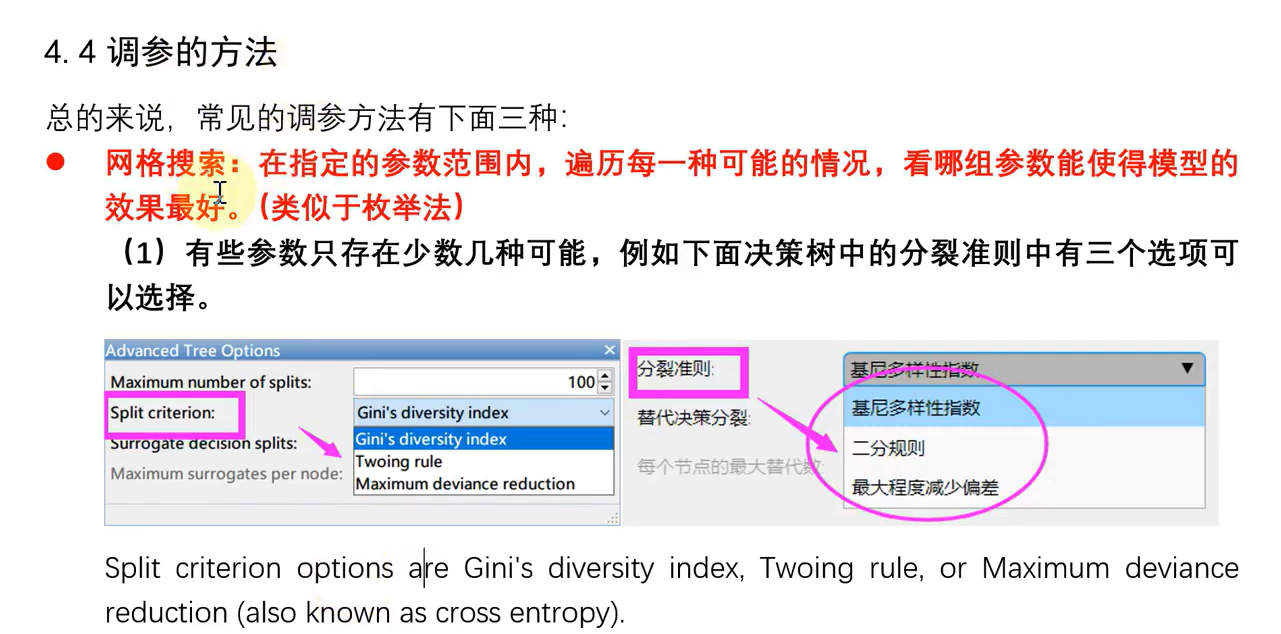 4.4 调参的方法
总的来说，常见的调参方法有下面三种：
● 网格搜索：在指定的参数范围内，遍历每一种可能的情况，看哪组参数能使得模型的
效果最好。(类似于枚举法)
（1）有些参数只存在少数几种可能，例如下面决策树中的分裂准则中有三个选项可
以选择。
Advanced Tree Options ×
Maximum number of splits: 100
Split criterion: Gini's diversity index
Surrogate decision splits: Gini's diversity index
Twoing rule
Maximum surrogates per node: Maximum deviance reduction
分裂准则: 基尼多样性指数 ▼
替代决策分裂: 基尼多样性指数
二分规则
每个节点的最大替代数: 最大程度减少偏差
Split criterion options are Gini's diversity index, Twoing rule, or Maximum deviance
reduction (also known as cross entropy).